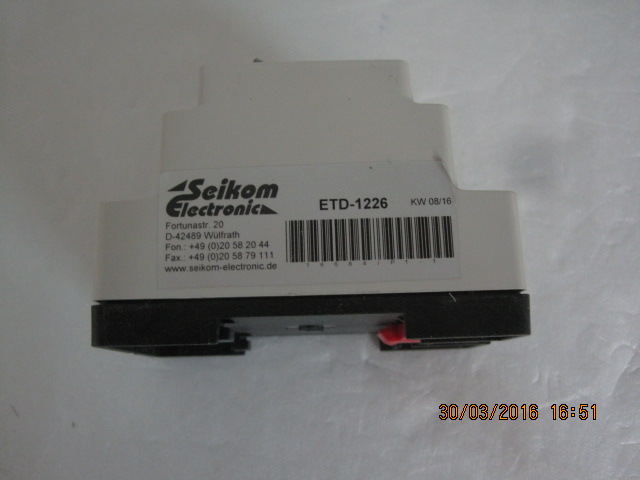 Seikom
Electronic
Fortunastr. 20
D-42489 Wülfrath
Fon.: +49 (0)20 58 20 44
Fax.: +49 (0)20 58 79 111
www.seikom-electronic.de
ETD-1226 KW 08/16
30/03/2016 16:51